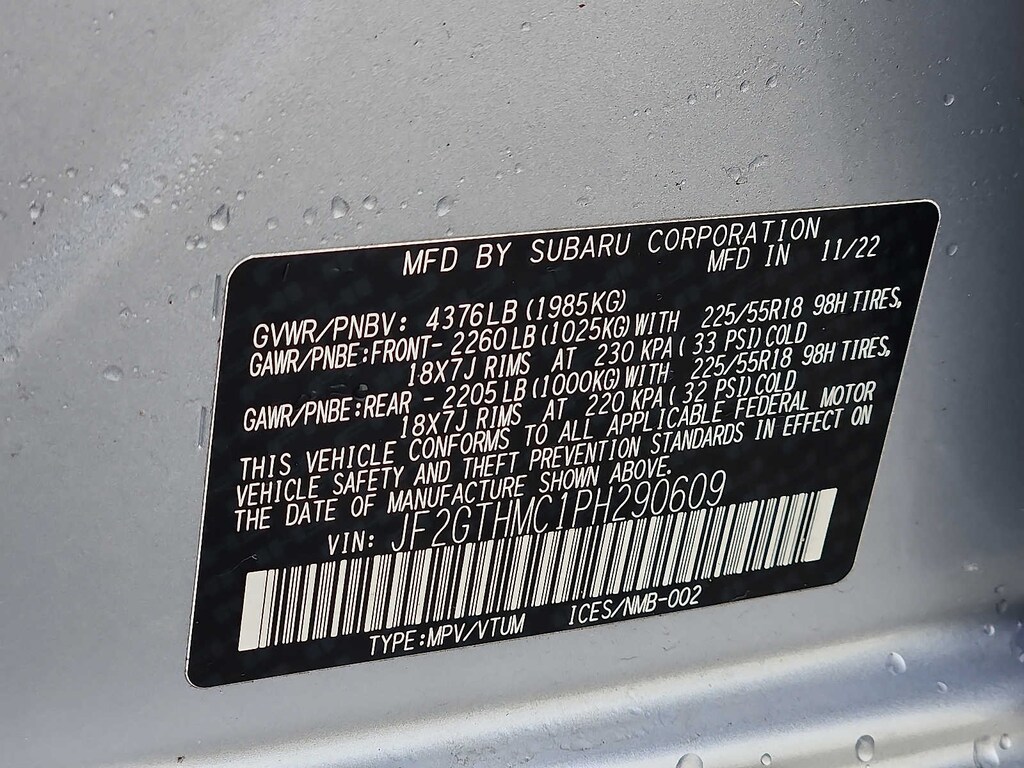 MFD BY SUBARU CORPORATION
MFD IN 11/22
GVWR/PNBV: 4376LB (1985KG)
GAWR/PNBE:FRONT- 2260LB (1025KG) WITH 225/55R18 98H TIRES,
18X7J RIMS AT 230 KPA ( 33 PSI) COLD
GAWR/PNBE:REAR - 2205LB (1000KG) WITH 225/55R18 98H TIRES,
18X7J RIMS AT 220 KPA ( 32 PSI) COLD
THIS VEHICLE CONFORMS TO ALL APPLICABLE FEDERAL MOTOR
VEHICLE SAFETY AND THEFT PREVENTION STANDARDS IN EFFECT ON
THE DATE OF MANUFACTURE SHOWN ABOVE.
VIN: JF2GTHMC1PH290609
TYPE:MPV/VTUM ICES/NMB-002